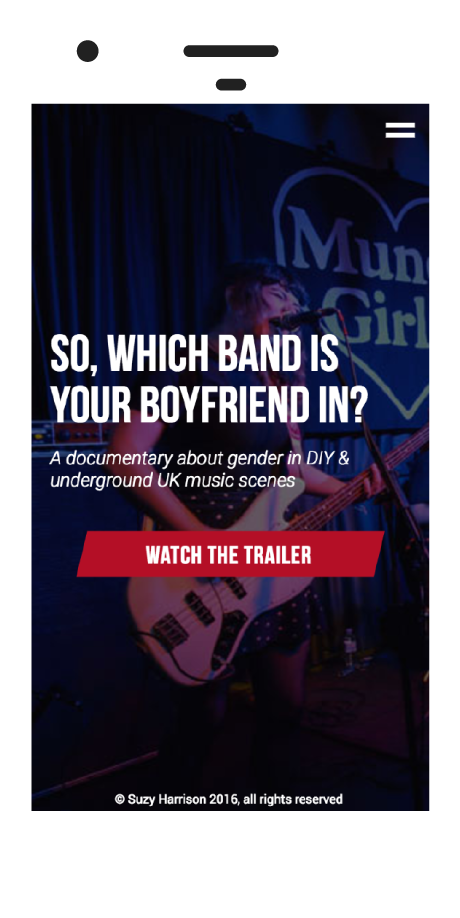 Mun
Girl
SO, WHICH BAND IS
YOUR BOYFRIEND IN?
A documentary about gender in DIY &
underground UK music scenes
WATCH THE TRAILER
© Suzy Harrison 2016, all rights reserved